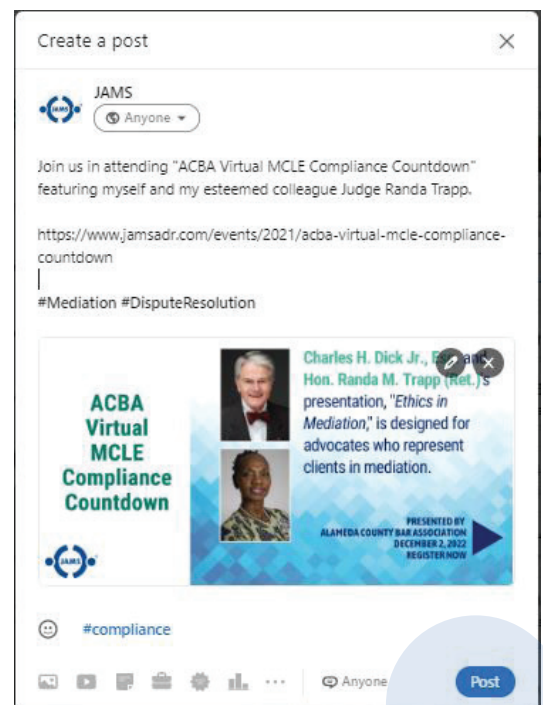 Create a post
JAMS
JAMS
Anyone
Join us in attending "ACBA Virtual MCLE Compliance Countdown"
featuring myself and my esteemed colleague Judge Randa Trapp.
https://www.jamsadr.com/events/2021/acba-virtual-mcle-compliance-
countdown
#Mediation #DisputeResolution
ACBA
Virtual
MCLE
Compliance
Countdown
JAMS
Charles H. Dick Jr., and
Hon. Randa M. Trapp (Ret.)'s
presentation, "Ethics in
Mediation," is designed for
advocates who represent
clients in mediation.
PRESENTED BY
ALAMEDA COUNTY BAR ASSOCIATION
DECEMBER 2, 2022
REGISTER NOW
#compliance
Anyone
Post